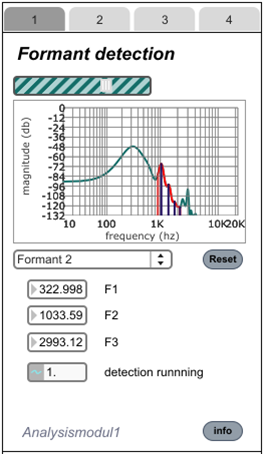 1 2 3 4
Formant detection
magnitude (db)
0
-12
-24
-36
-48
-60
-72
-84
-96
-108
-120
-132
10 100 1K 10K 20K
frequency (hz)
Formant 2 Reset
322.998 F1
1033.59 F2
2993.12 F3
1. detection runnning
Analysismodul1 info